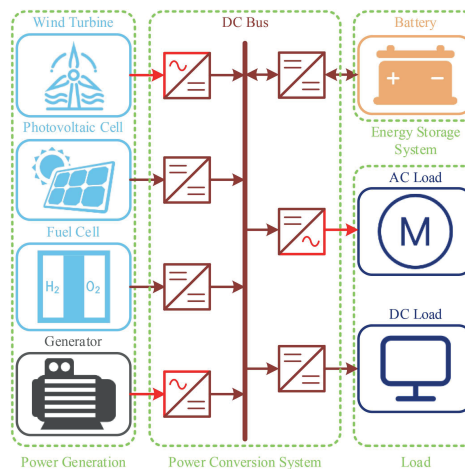 Wind Turbine
DC Bus
Battery
Photovoltaic Cell
Energy Storage
System
Fuel Cell
AC Load
M
H₂
O₂
Generator
DC Load
Power Generation
Power Conversion System
Load